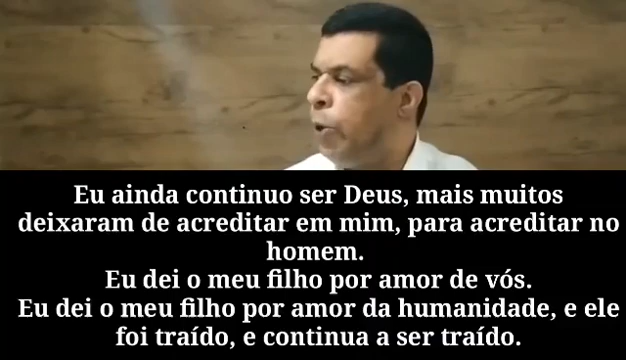 Eu ainda continuo ser Deus, mais muitos
deixaram de acreditar em mim, para acreditar no
homem.
Eu dei o meu filho por amor de vós.
Eu dei o meu filho por amor da humanidade, e ele
foi traído, e continua a ser traído.